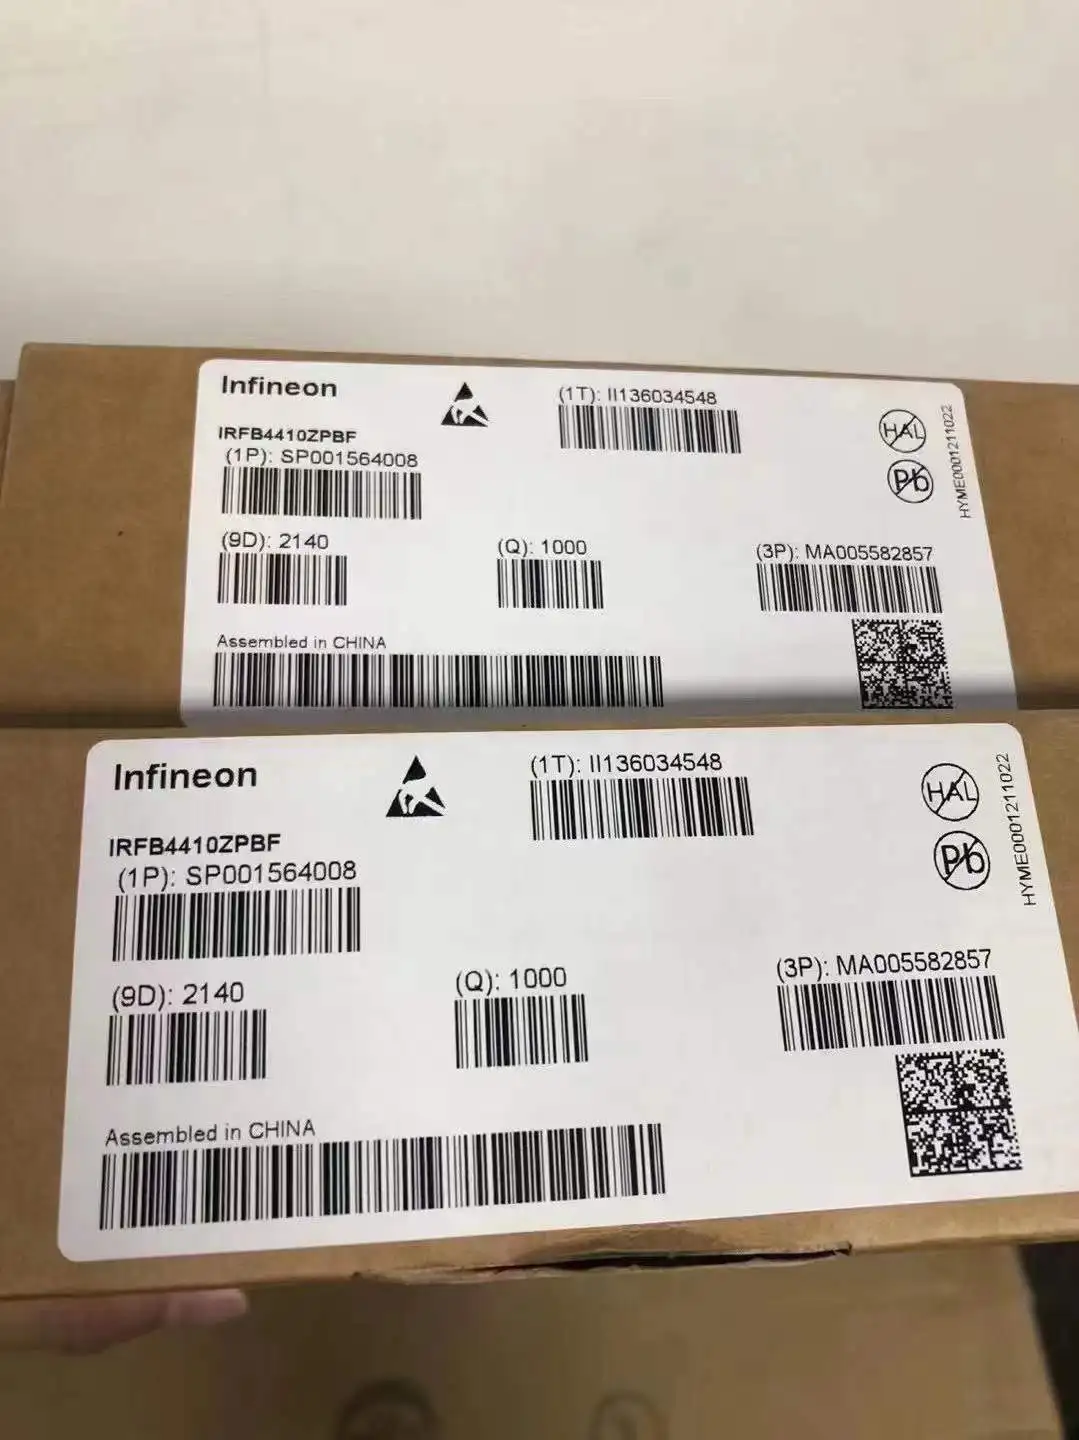 Infineon
(1T): II136034548
HAL
Pb
HYME0001211022
IRFB4410ZPBF
(1P): SP001564008
(9D): 2140
(Q): 1000
(3P): MA005582857
Assembled in CHINA
Infineon
(1T): II136034548
HAL
Pb
HYME0001211022
IRFB4410ZPBF
(1P): SP001564008
(9D): 2140
(Q): 1000
(3P): MA005582857
Assembled in CHINA